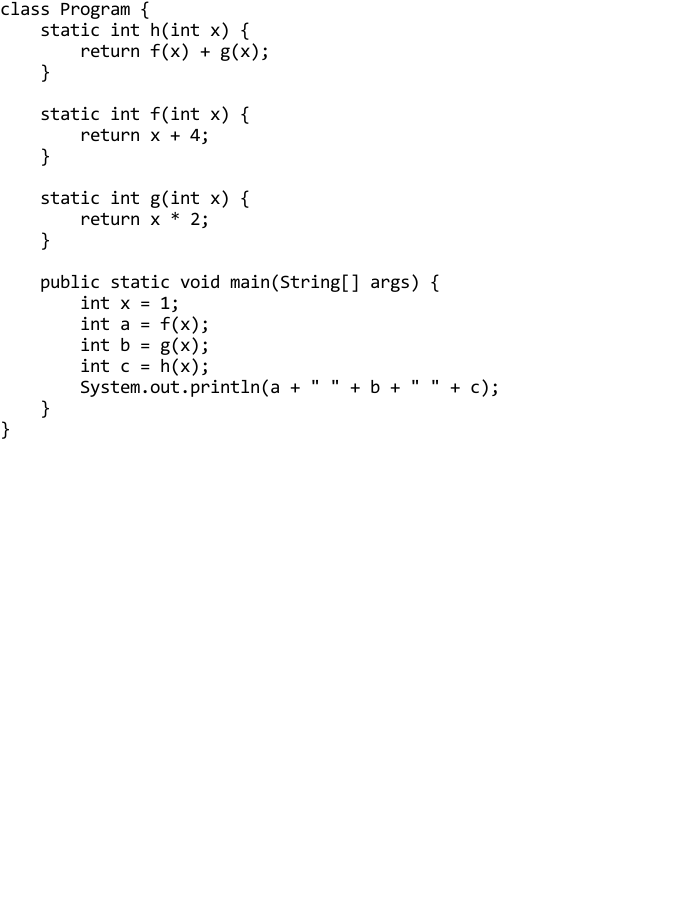 class Program {
    static int h(int x) {
        return f(x) + g(x);
    }

    static int f(int x) {
        return x + 4;
    }

    static int g(int x) {
        return x * 2;
    }

    public static void main(String[] args) {
        int x = 1;
        int a = f(x);
        int b = g(x);
        int c = h(x);
        System.out.println(a + " " + b + " " + c);
    }
}